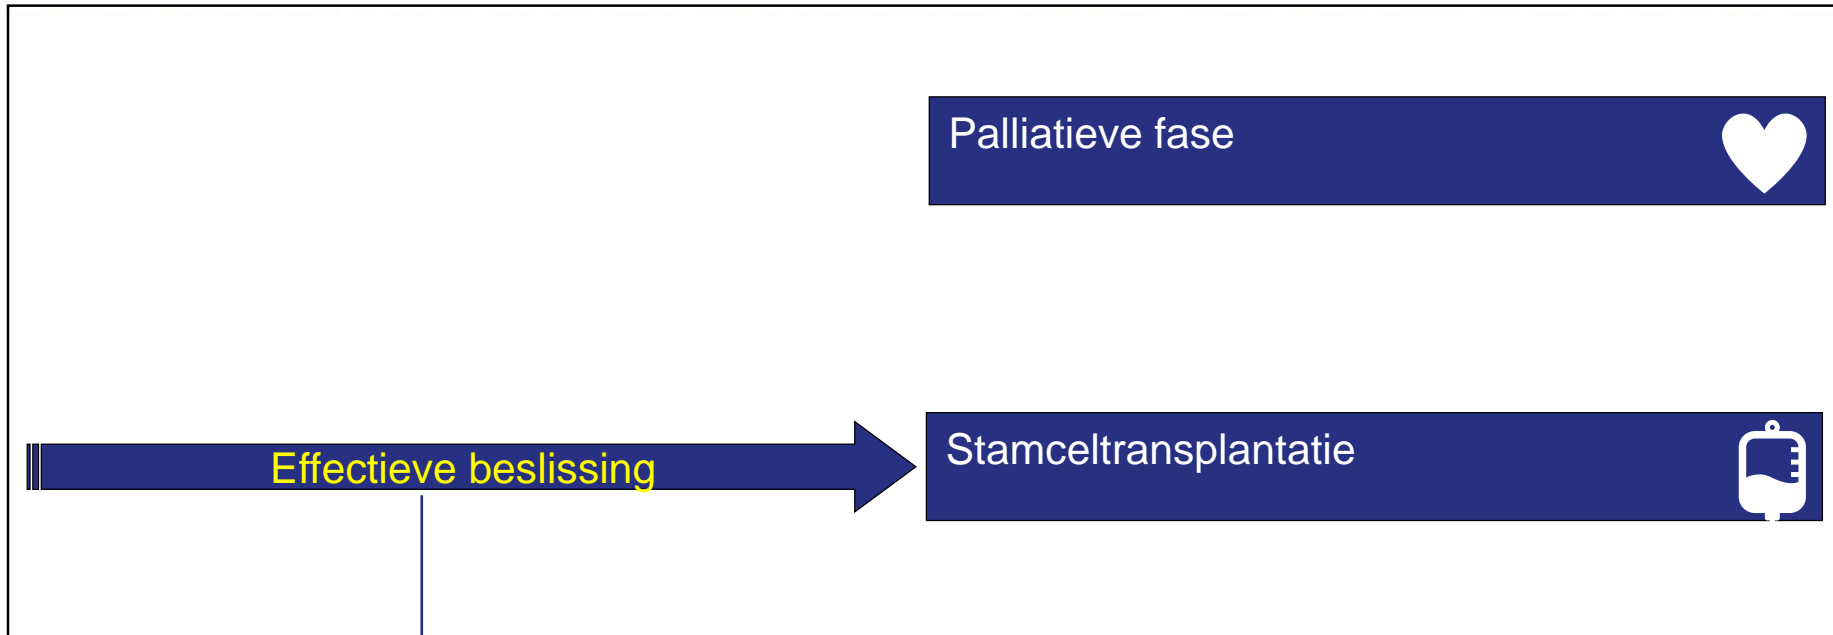 Palliatieve fase
Effectieve beslissing
Stamceltransplantatie